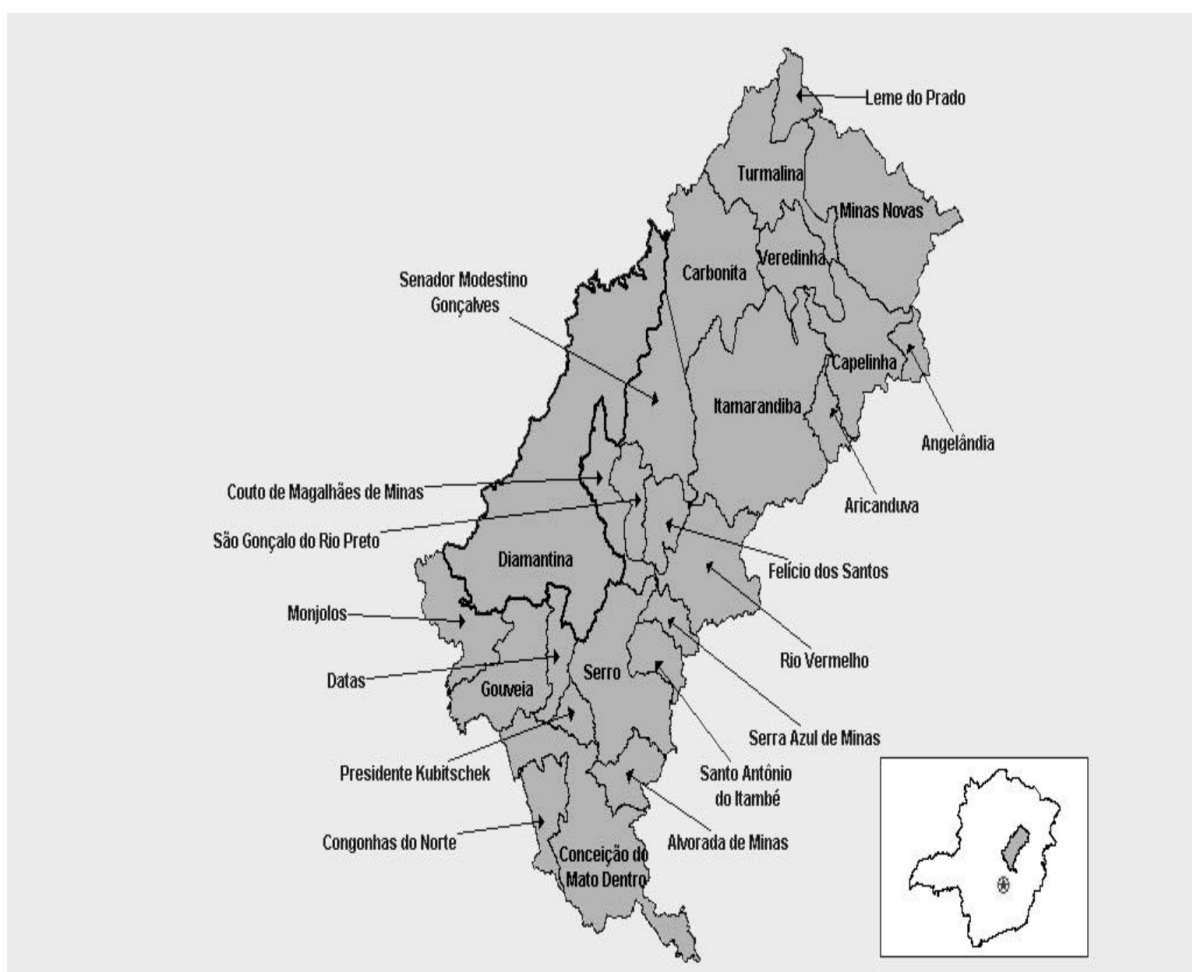 Leme do Prado
Turmalina
Minas Novas
Veredinha
Carbonita
Senador Modestino
Gonçalves
Capelinha
Itamarandiba
Angelândia
Couto de Magalhães de Minas
Aricanduva
São Gonçalo do Rio Preto
Diamantina
Felício dos Santos
Monjolos
Rio Vermelho
Serro
Datas
Gouveia
Serra Azul de Minas
Presidente Kubitschek
Santo Antônio
do Itambé
Congonhas do Norte
Alvorada de Minas
Conceição do
Mato Dentro